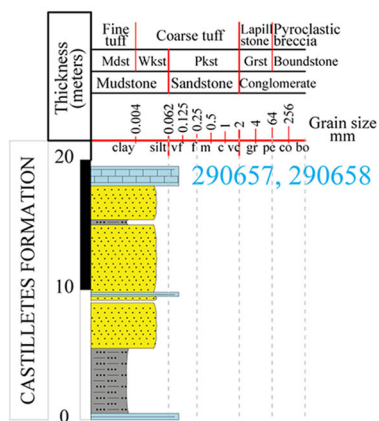 Thickness
(meters)
Fine tuff
Coarse tuff
Lapill stone
Pyroclastic breccia
Mdst Wkst Pkst Grst Boundstone
Mudstone Sandstone Conglomerate
0.004 0.062 0.125 0.25 0.5 1 2 4 64 256
Grain size
mm
clay silt vf f m c vc gr pe co bo
20
290657, 290658
10
0
CASTILLETES FORMATION